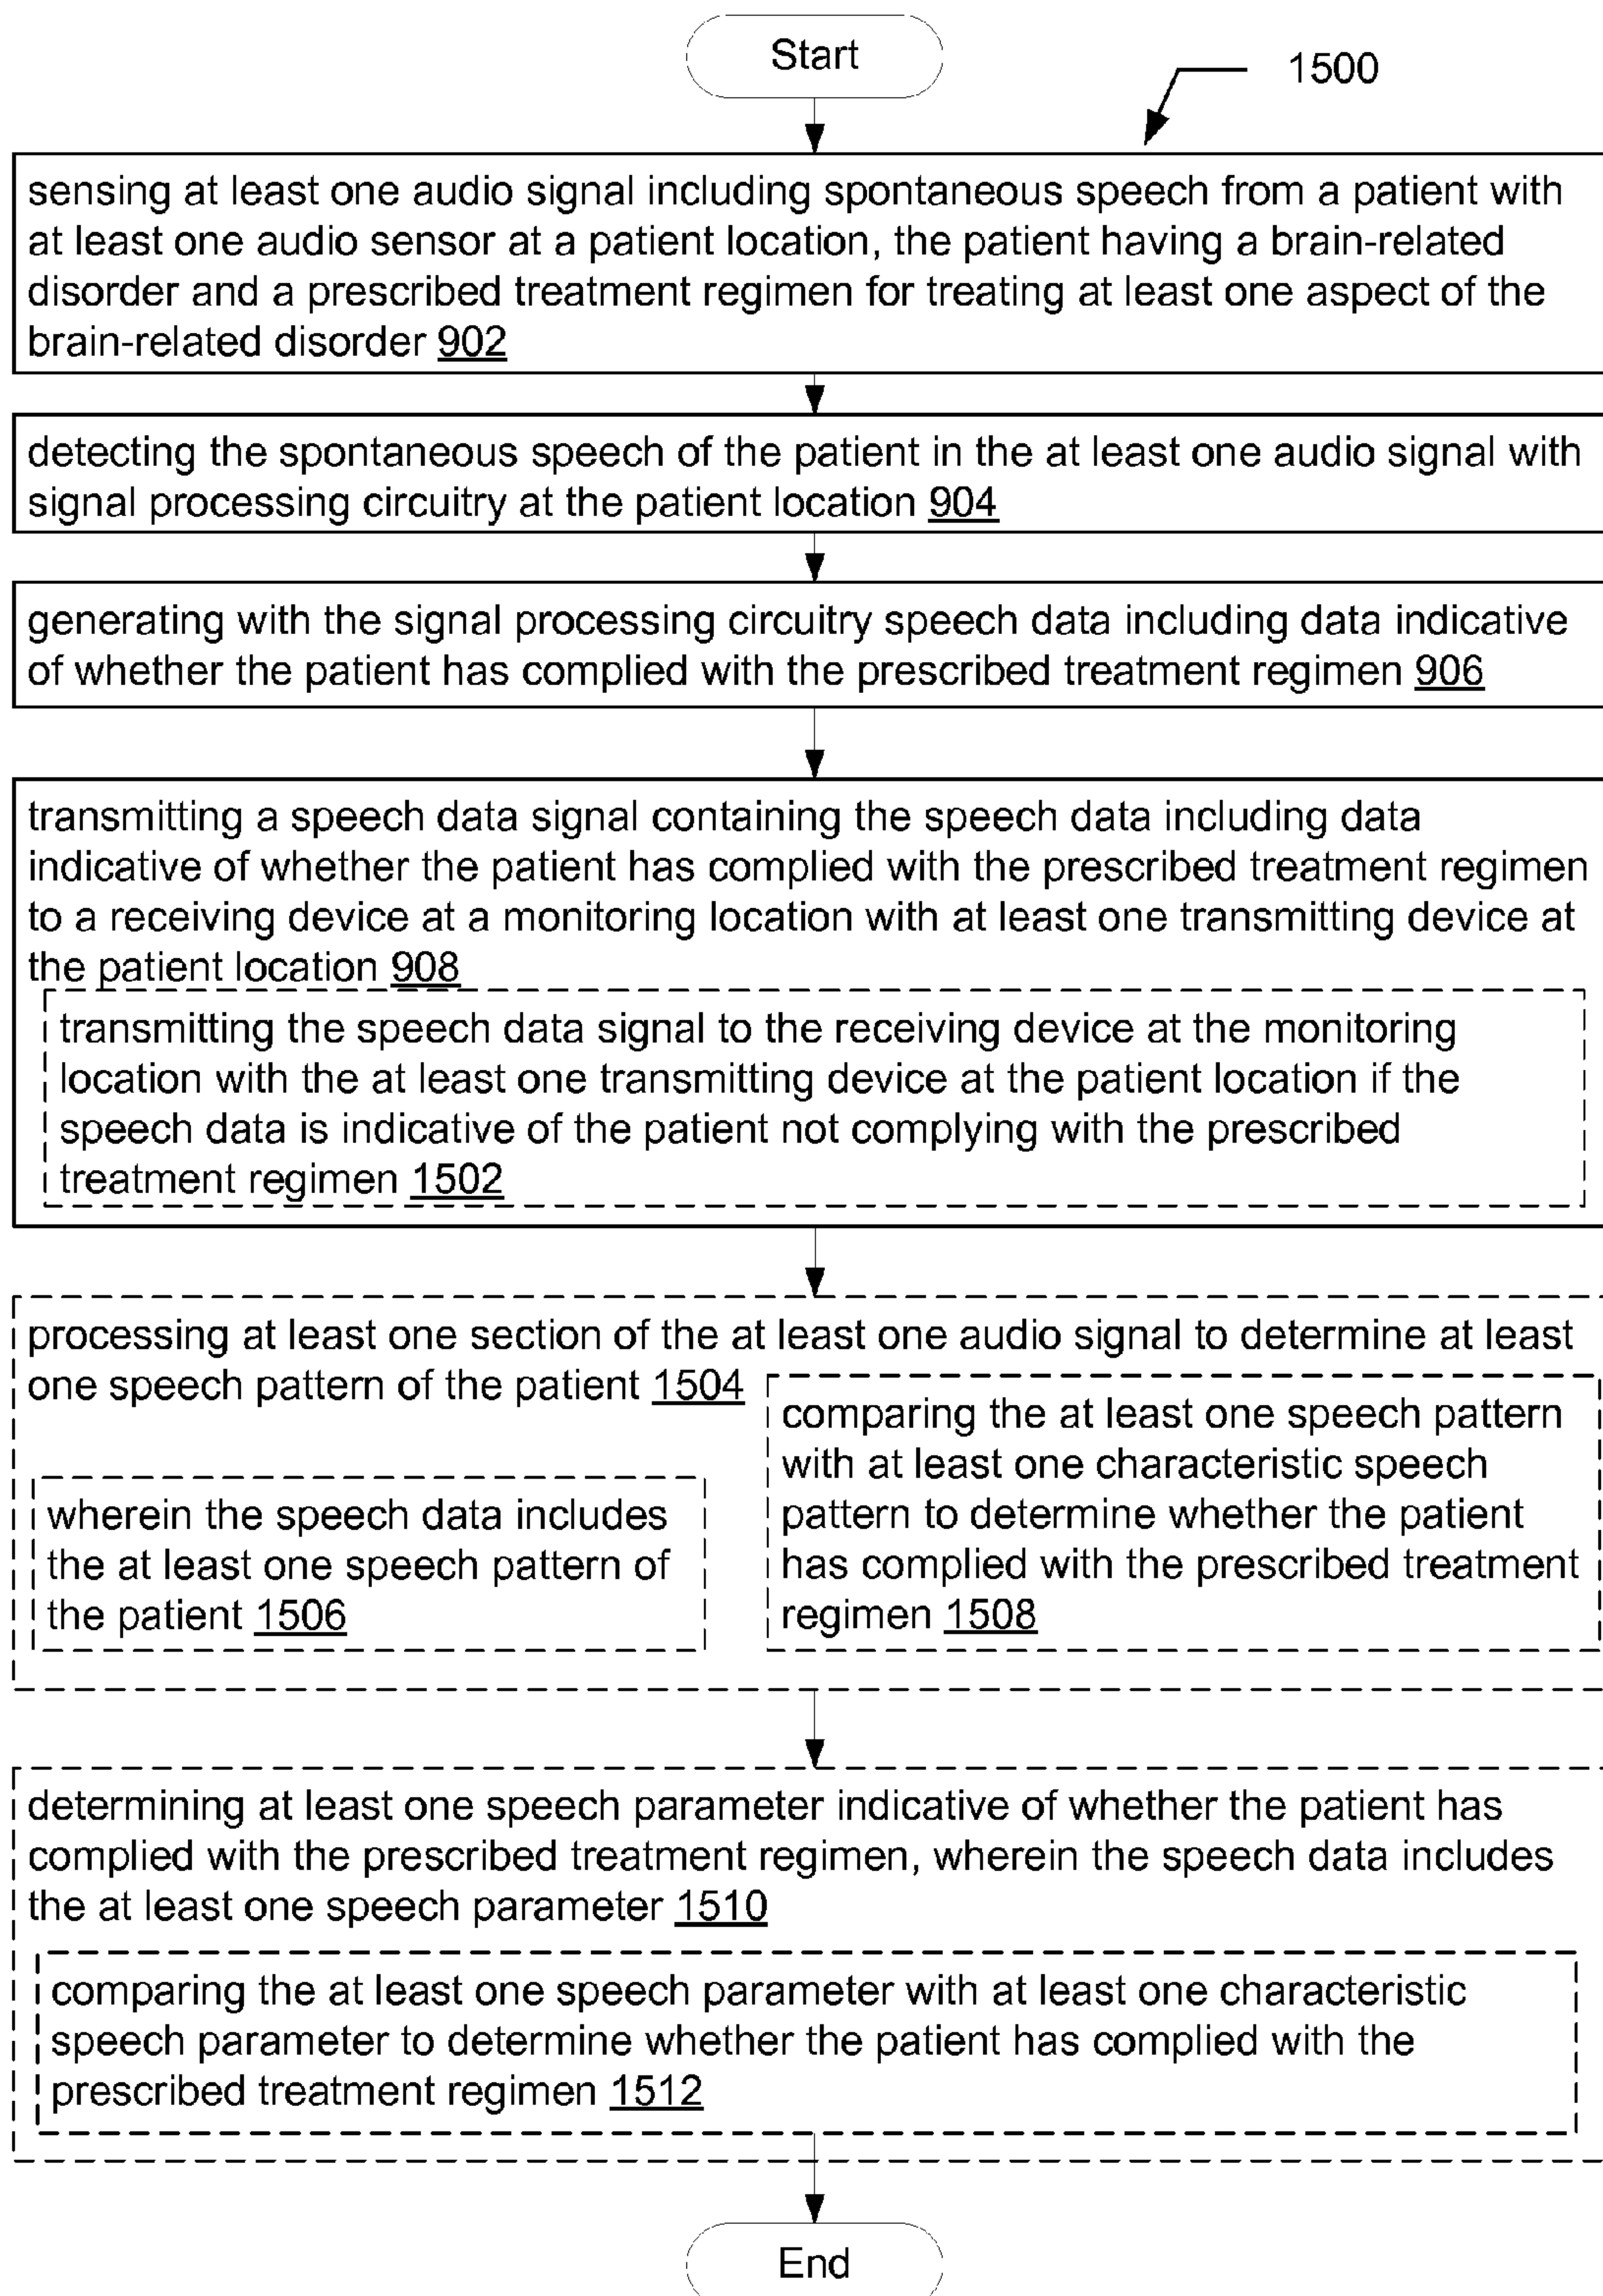 Start
1500
sensing at least one audio signal including spontaneous speech from a patient with
at least one audio sensor at a patient location, the patient having a brain-related
disorder and a prescribed treatment regimen for treating at least one aspect of the
brain-related disorder 902
detecting the spontaneous speech of the patient in the at least one audio signal with
signal processing circuitry at the patient location 904
generating with the signal processing circuitry speech data including data indicative
of whether the patient has complied with the prescribed treatment regimen 906
transmitting a speech data signal containing the speech data including data
indicative of whether the patient has complied with the prescribed treatment regimen
to a receiving device at a monitoring location with at least one transmitting device at
the patient location 908
transmitting the speech data signal to the receiving device at the monitoring
location with the at least one transmitting device at the patient location if the
speech data is indicative of the patient not complying with the prescribed
treatment regimen 1502
processing at least one section of the at least one audio signal to determine at least
one speech pattern of the patient 1504
wherein the speech data includes
the at least one speech pattern of
the patient 1506
comparing the at least one speech pattern
with at least one characteristic speech
pattern to determine whether the patient
has complied with the prescribed treatment
regimen 1508
determining at least one speech parameter indicative of whether the patient has
complied with the prescribed treatment regimen, wherein the speech data includes
the at least one speech parameter 1510
comparing the at least one speech parameter with at least one characteristic
speech parameter to determine whether the patient has complied with the
prescribed treatment regimen 1512
End